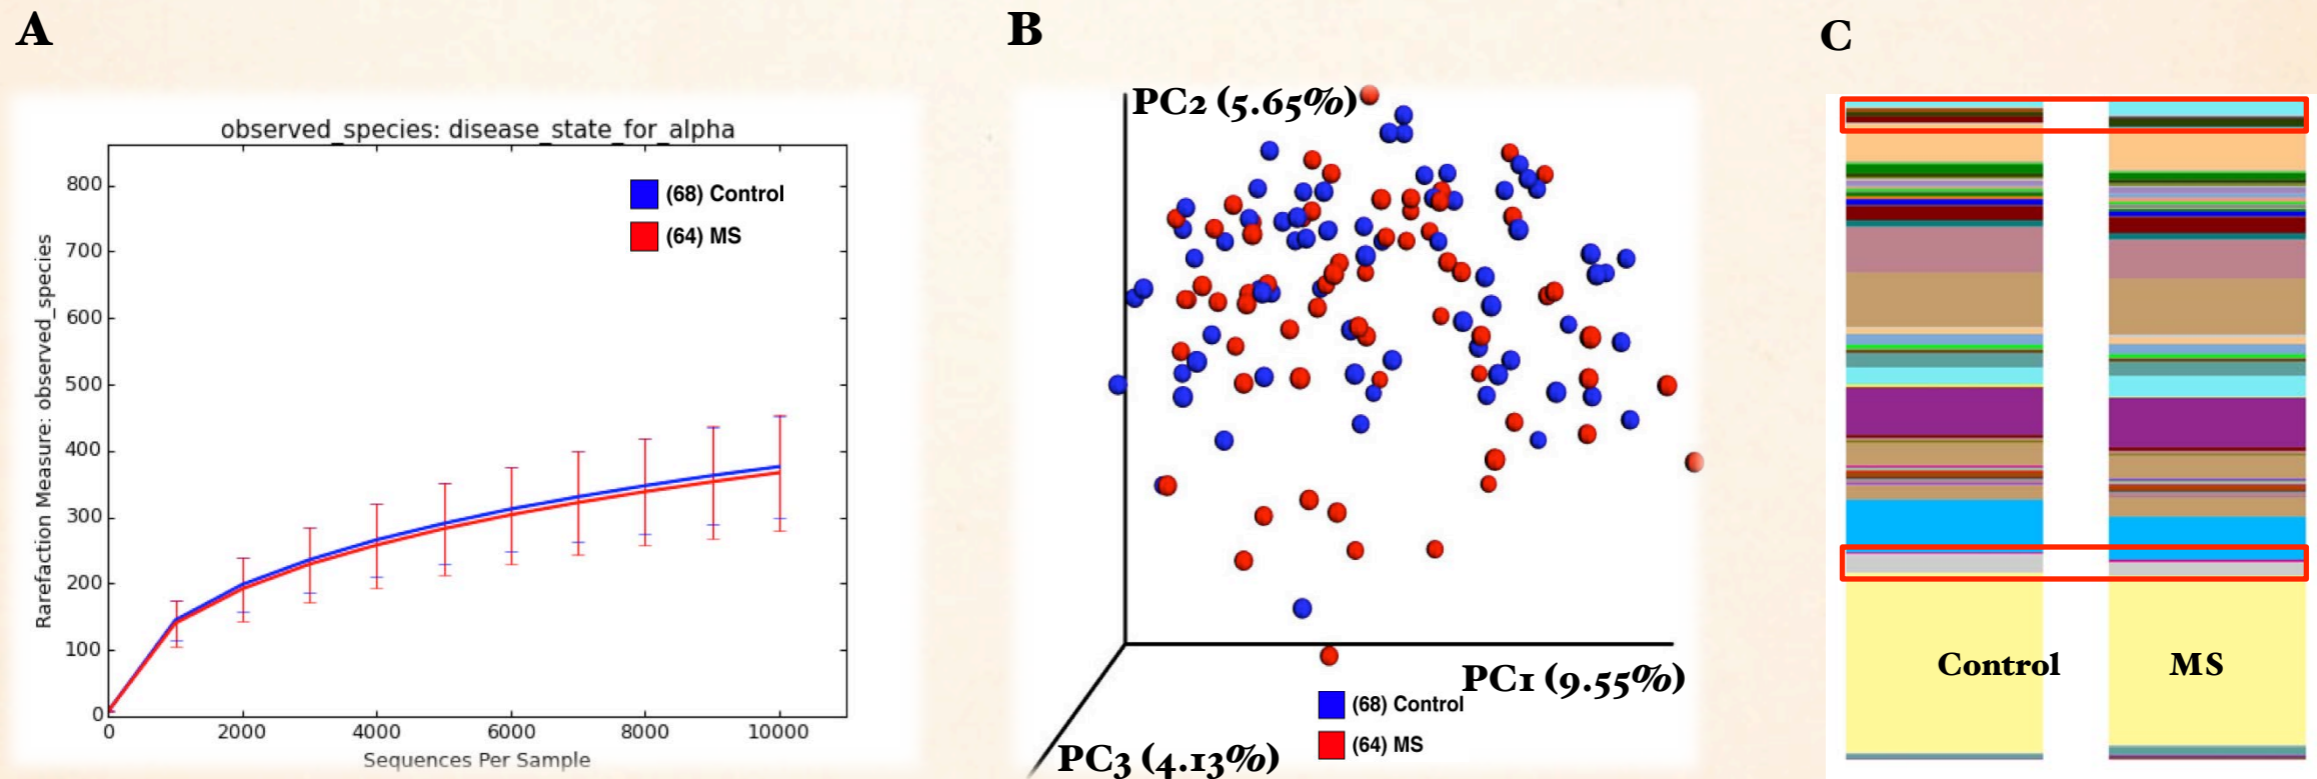 A
observed_species: disease_state_for_alpha
(68) Control
(64) MS
Rarefaction Measure: observed_species
800
700
600
500
400
300
200
100
0
0 2000 4000 6000 8000 10000
Sequences Per Sample
B
PC2 (5.65%)
PC1 (9.55%)
(68) Control
(64) MS
PC3 (4.13%)
C
Control MS